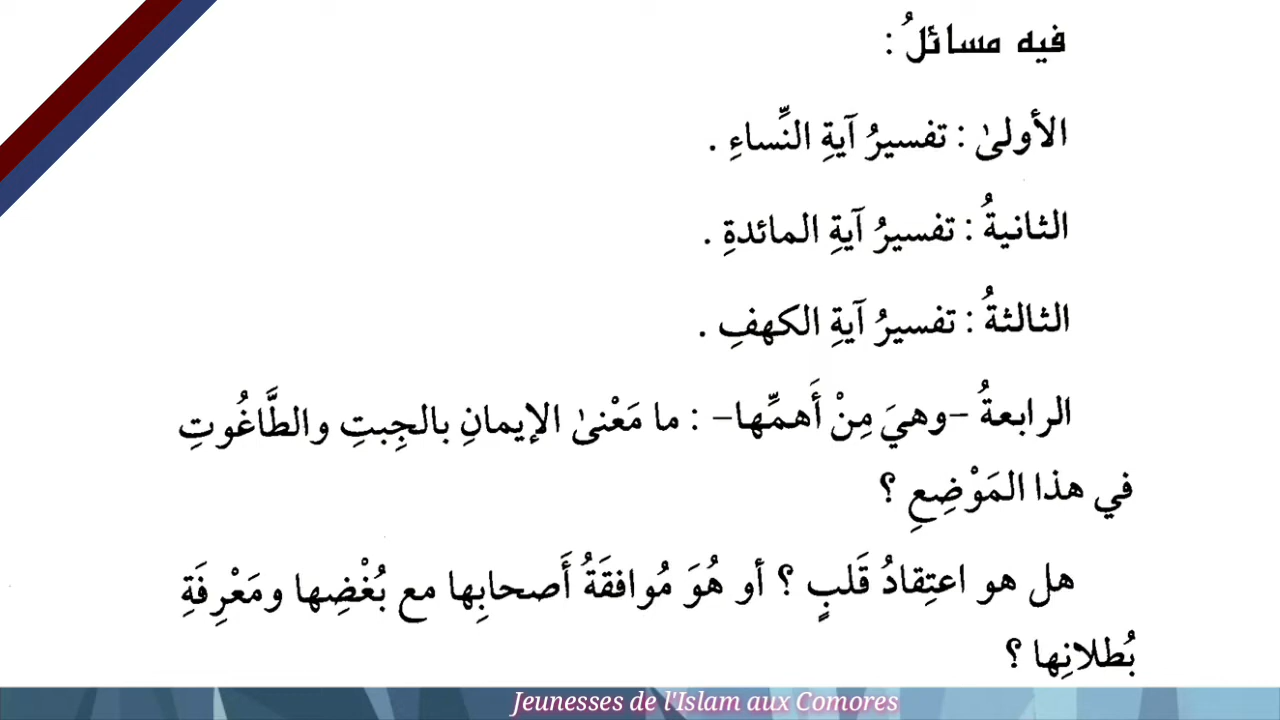 فيه مسائلُ :
الأولىٰ : تفسيرُ آيةِ النِّساءِ .
الثانيةُ : تفسيرُ آيةِ المائدةِ .
الثالثةُ : تفسيرُ آيةِ الكهفِ .
الرابعةُ -وهيَ مِنْ أَهمِّها- : ما مَعْنىٰ الإيمانِ بالجِبتِ والطَّاغُوتِ
في هذا المَوْضِعِ ؟
هل هو اعتِقادُ قَلبٍ ؟ أو هُوَ مُوافقَةُ أَصحابِها مع بُغْضِها ومَعْرِفَةِ
بُطلانِها ؟
Jeunesses de l'Islam aux Comores